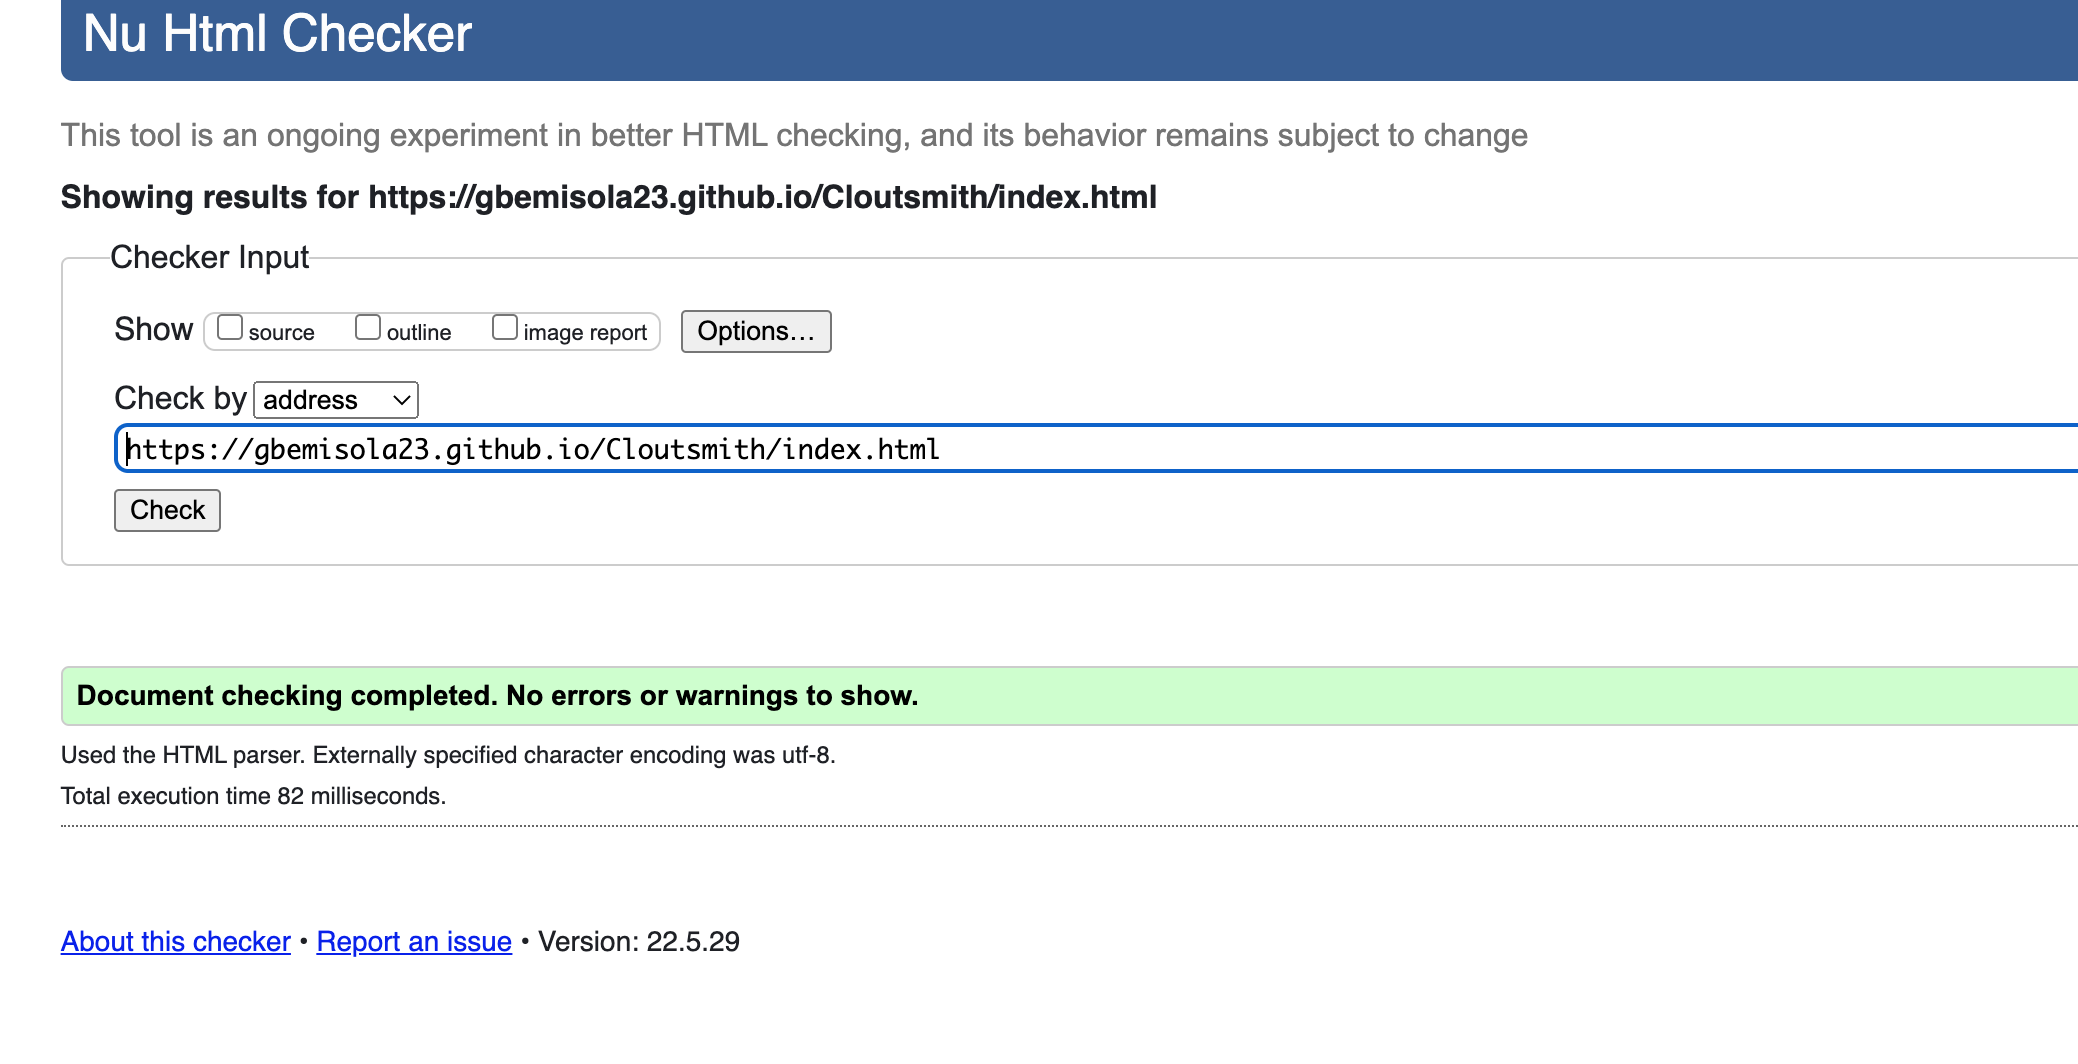 Nu Html Checker
This tool is an ongoing experiment in better HTML checking, and its behavior remains subject to change
Showing results for https://gbemisola23.github.io/Cloutsmith/index.html
Checker Input
Show source outline image report Options…
Check by address
https://gbemisola23.github.io/Cloutsmith/index.html
Check
Document checking completed. No errors or warnings to show.
Used the HTML parser. Externally specified character encoding was utf-8.
Total execution time 82 milliseconds.
About this checker • Report an issue • Version: 22.5.29